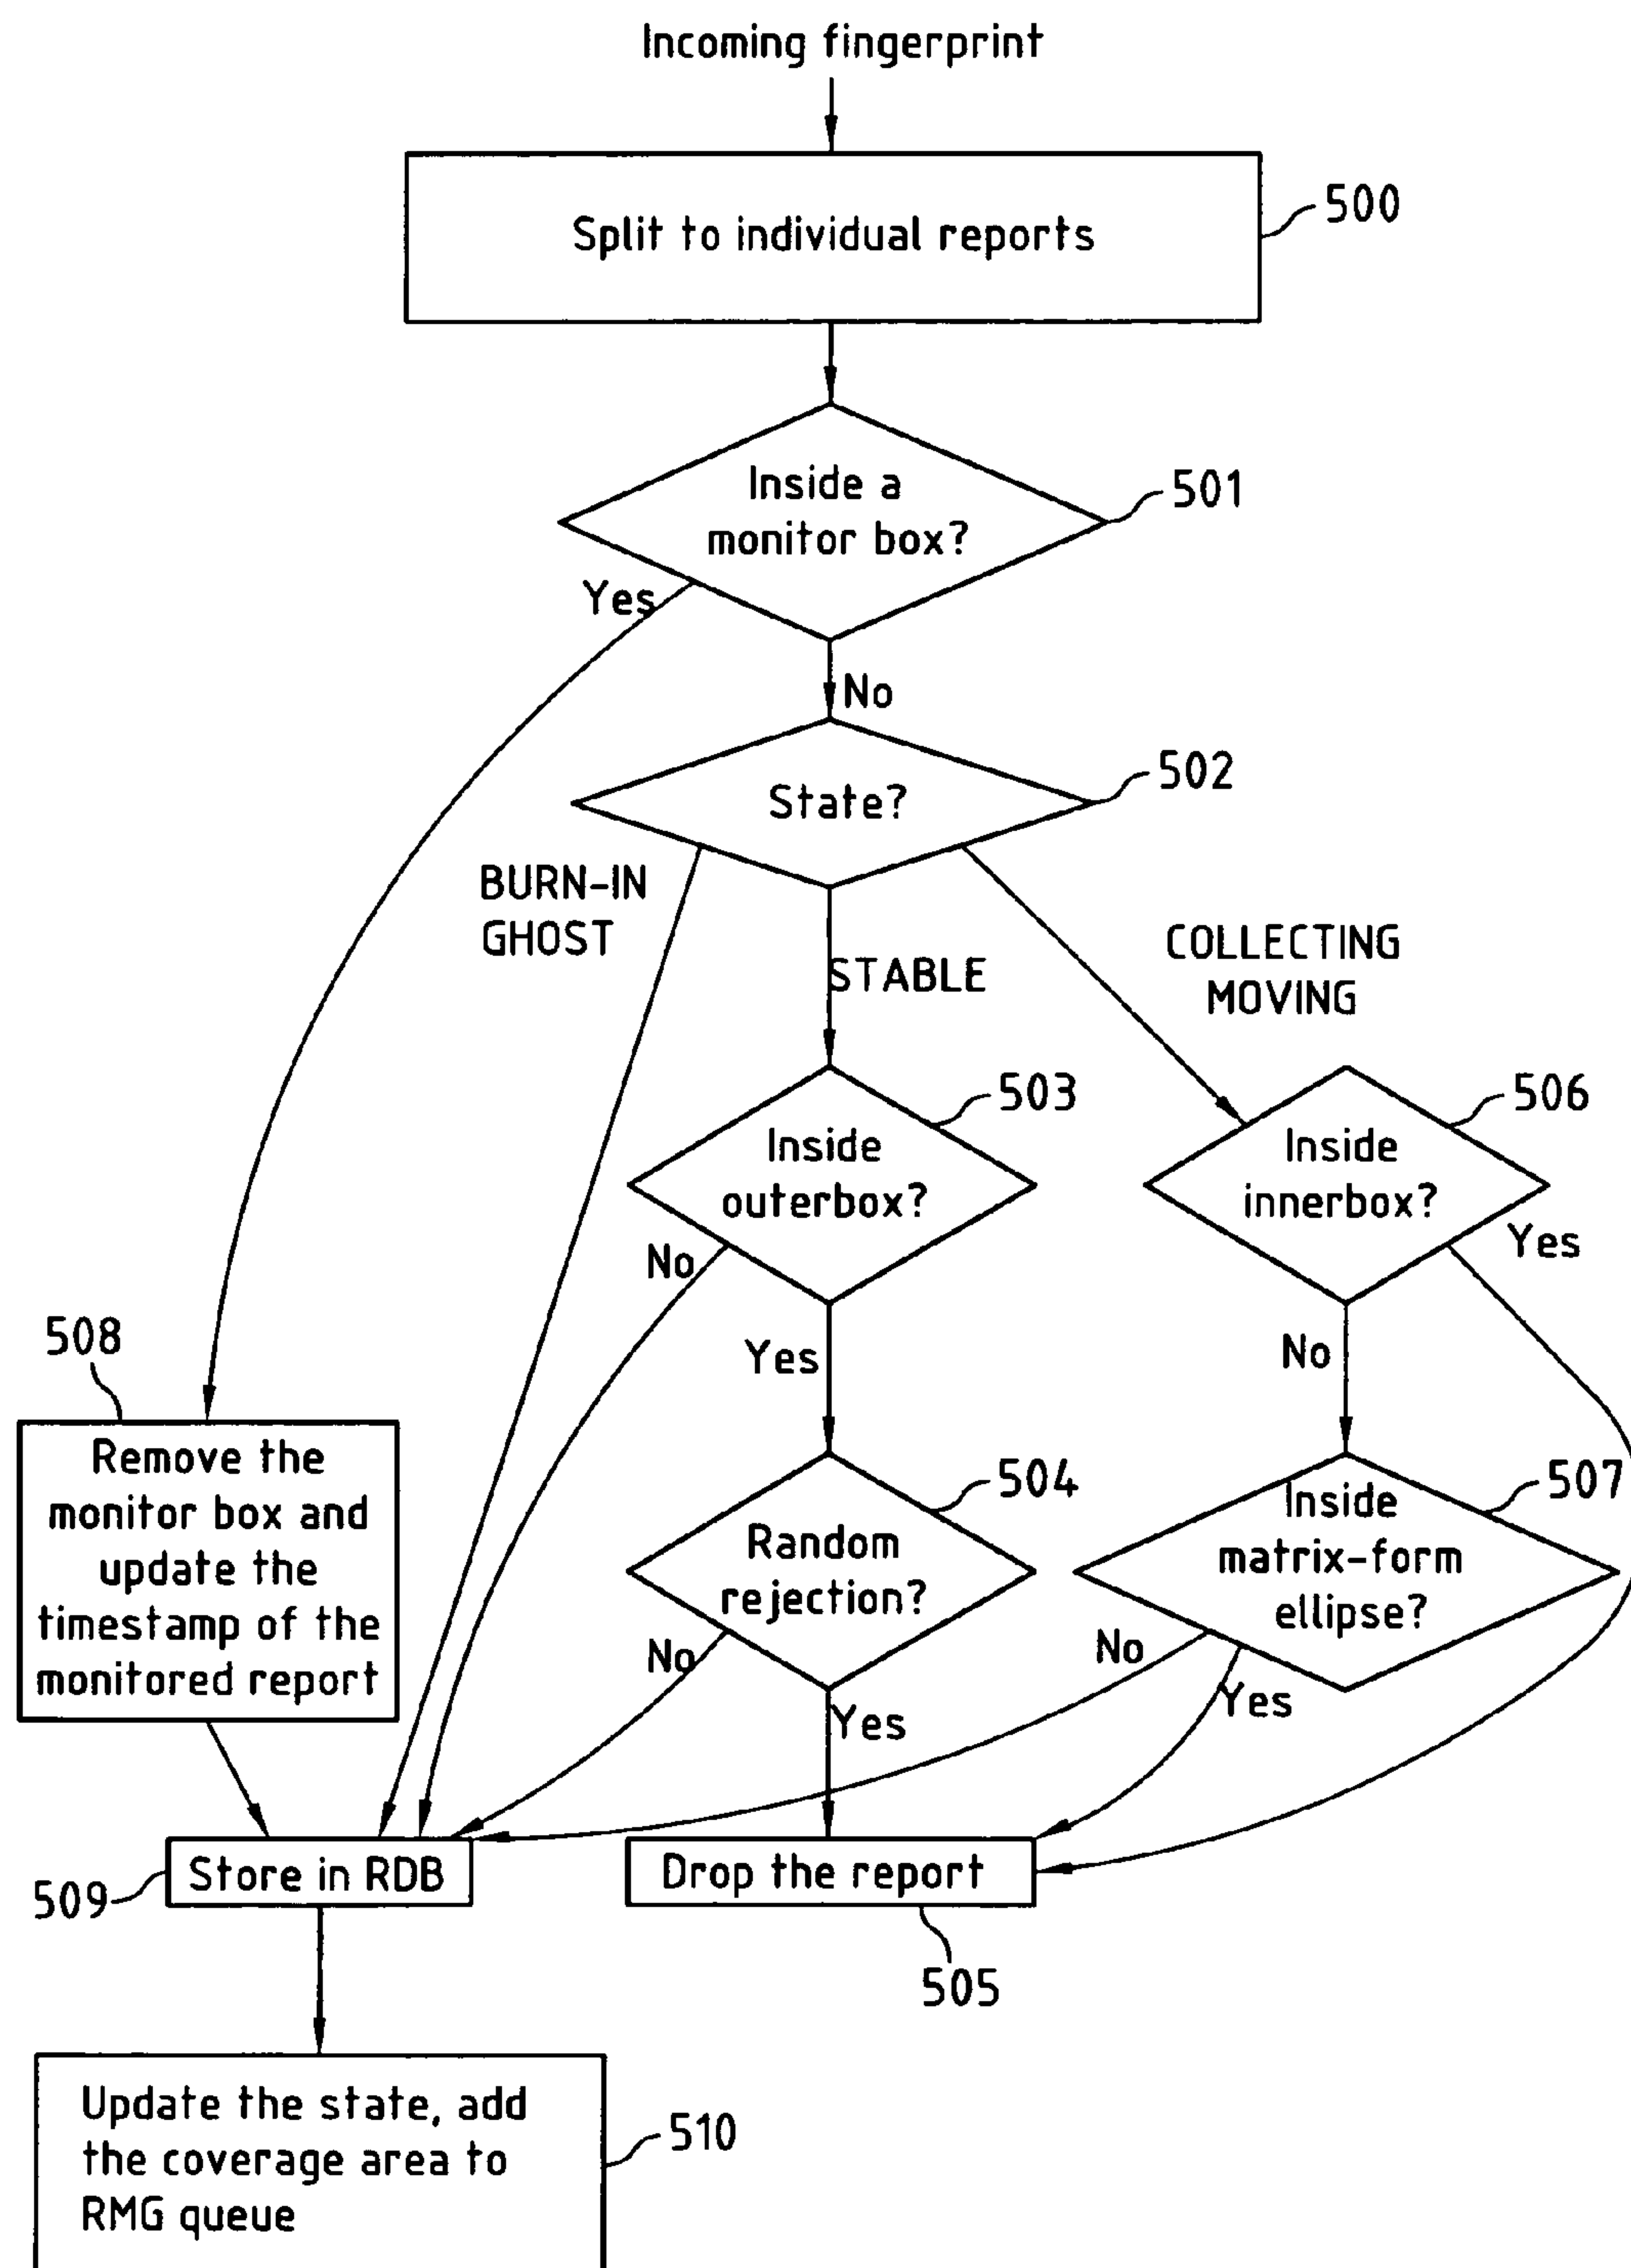 Incoming fingerprint
Split to individual reports
500
Inside a
monitor box?
501
Yes
No
State?
502
BURN-IN
GHOST
STABLE
COLLECTING
MOVING
503
Inside
outerbox?
506
Inside
innerbox?
No
Yes
Yes
No
508
Remove the
monitor box and
update the
timestamp of the
monitored report
504
Random
rejection?
507
Inside
matrix-form
ellipse?
No
Yes
No
Yes
Store in RDB
509
Drop the report
505
Update the state, add
the coverage area to
RMG queue
510